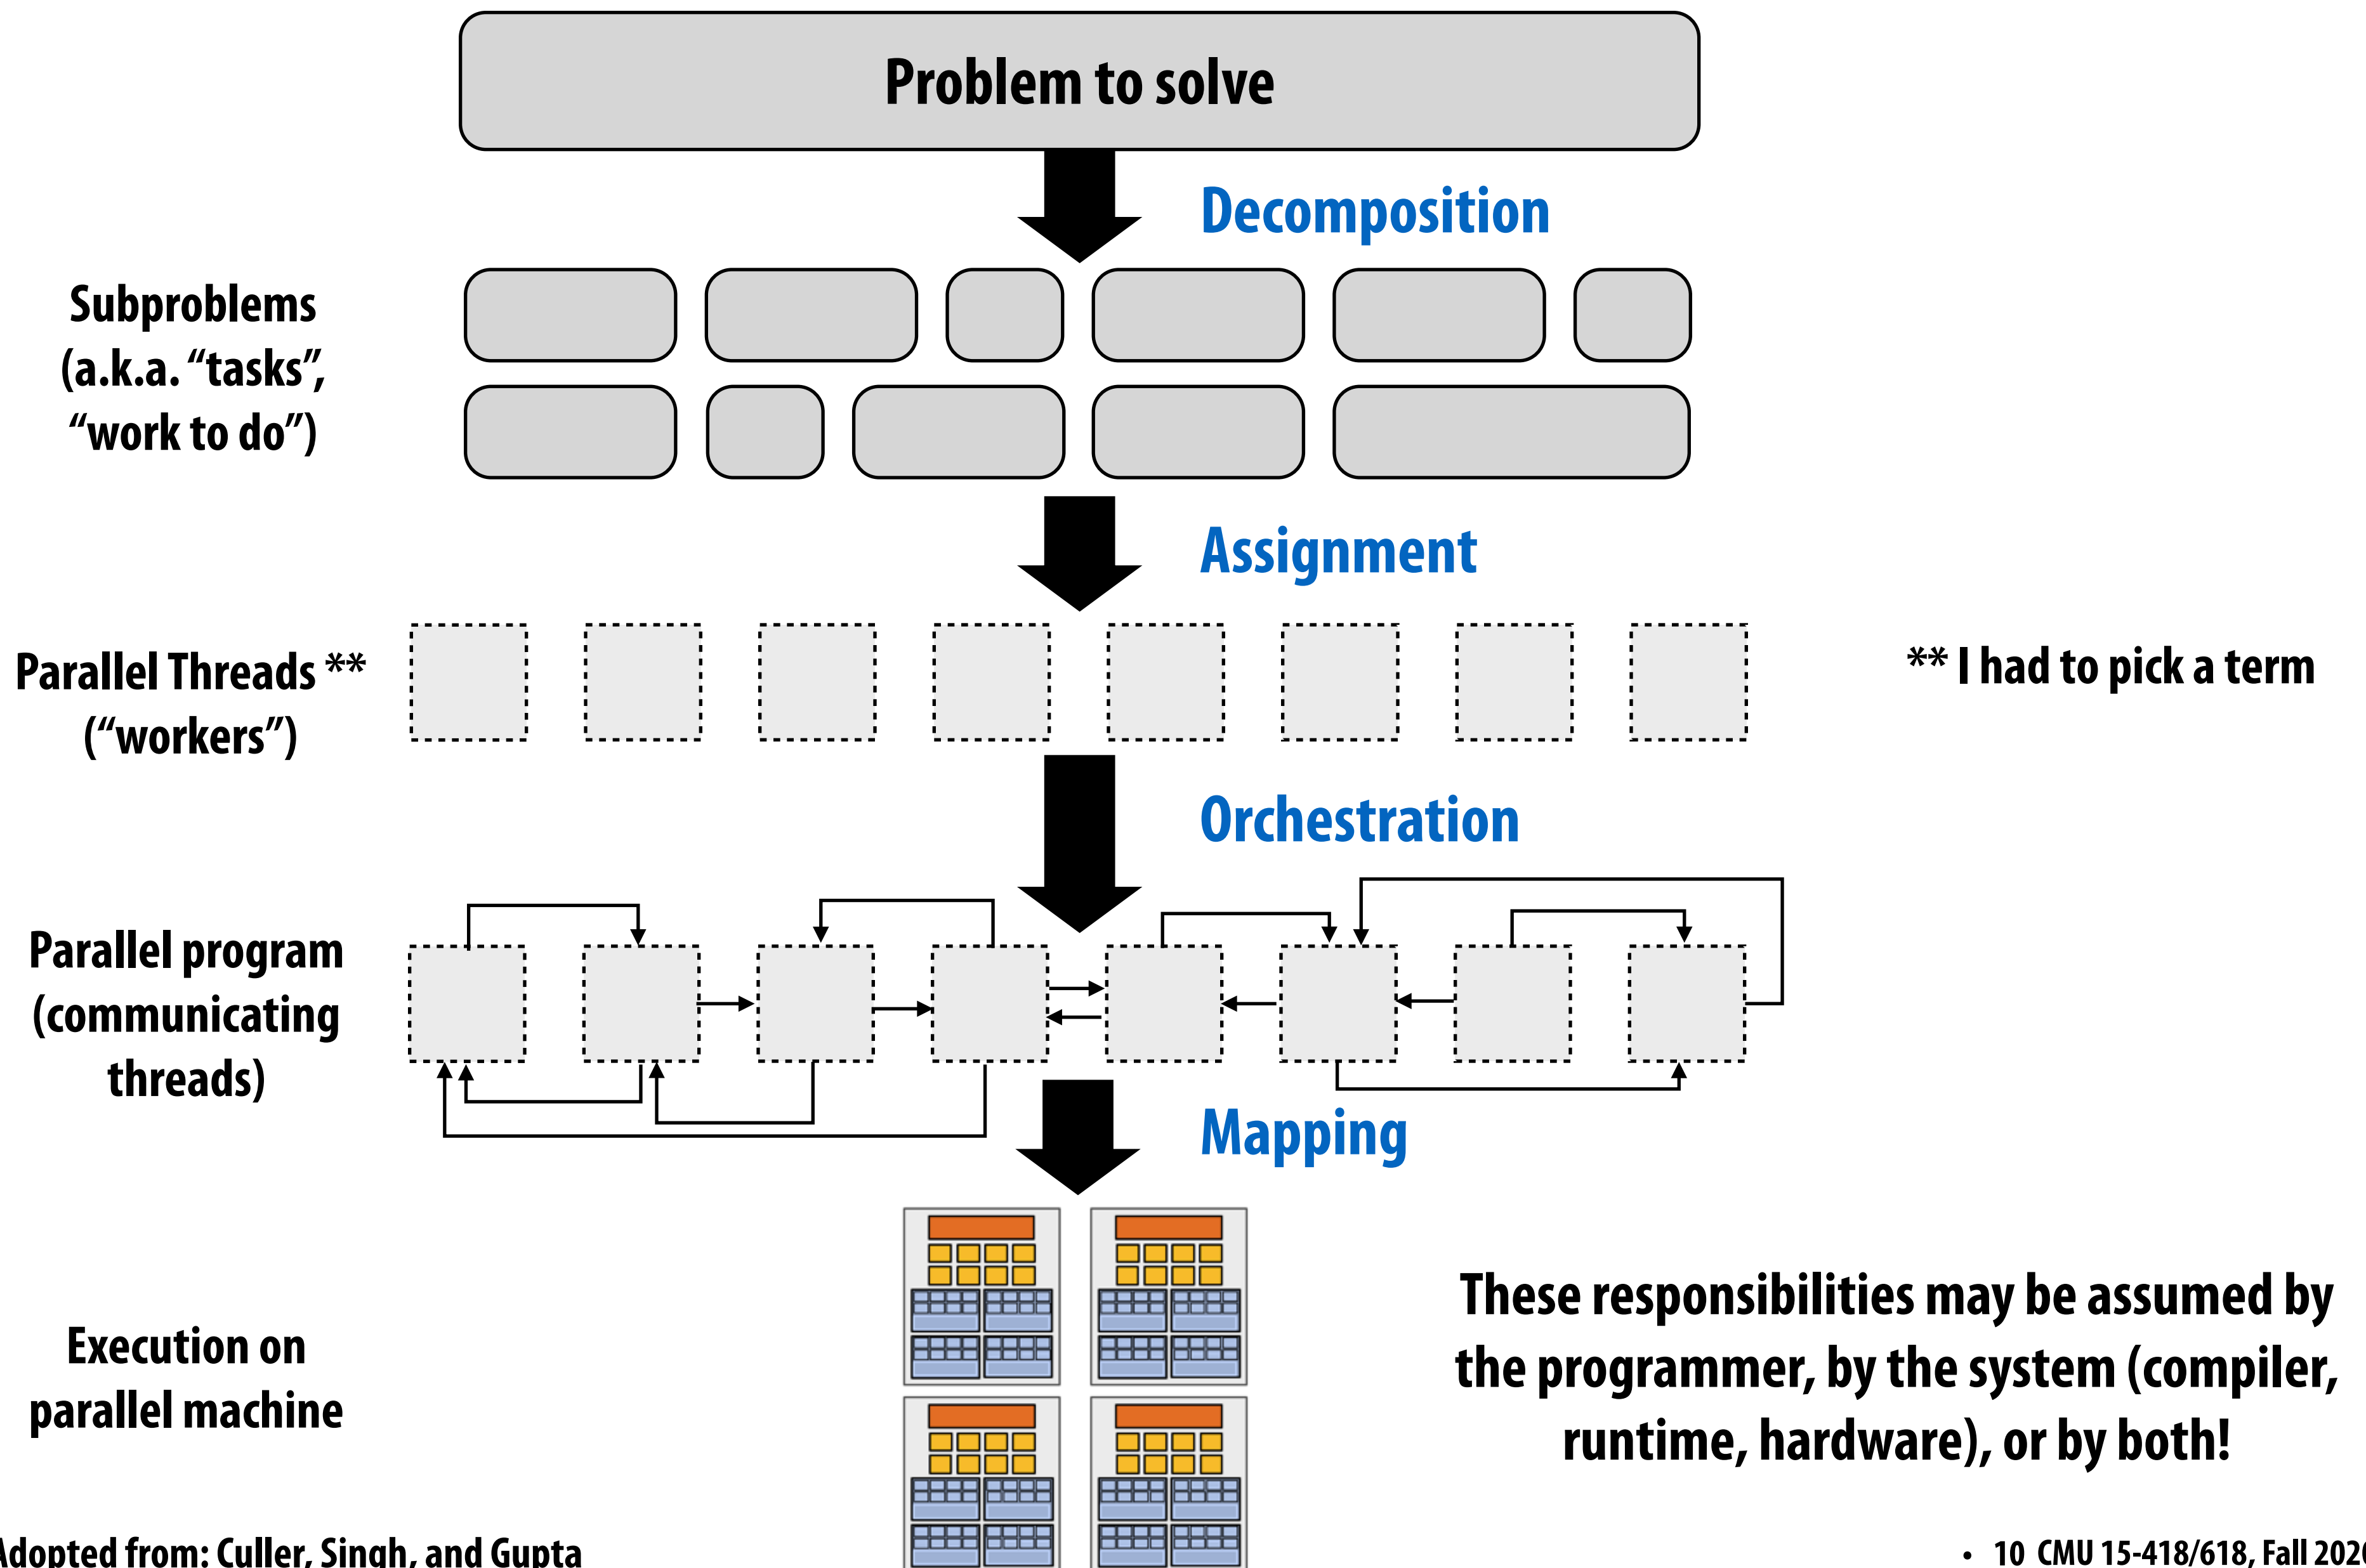 Problem to solve
Decomposition
Subproblems
(a.k.a. “tasks”,
“work to do”)
Assignment
Parallel Threads **
(“workers”)
** I had to pick a term
Orchestration
Parallel program
(communicating
threads)
Mapping
Execution on
parallel machine
These responsibilities may be assumed by
the programmer, by the system (compiler,
runtime, hardware), or by both!
Adopted from: Culler, Singh, and Gupta
• 10 CMU 15-418/618, Fall 2020